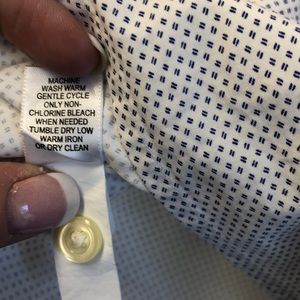 MACHINE
WASH WARM
GENTLE CYCLE
ONLY NON-
CHLORINE BLEACH
WHEN NEEDED
TUMBLE DRY LOW
WARM IRON
OR DRY CLEAN